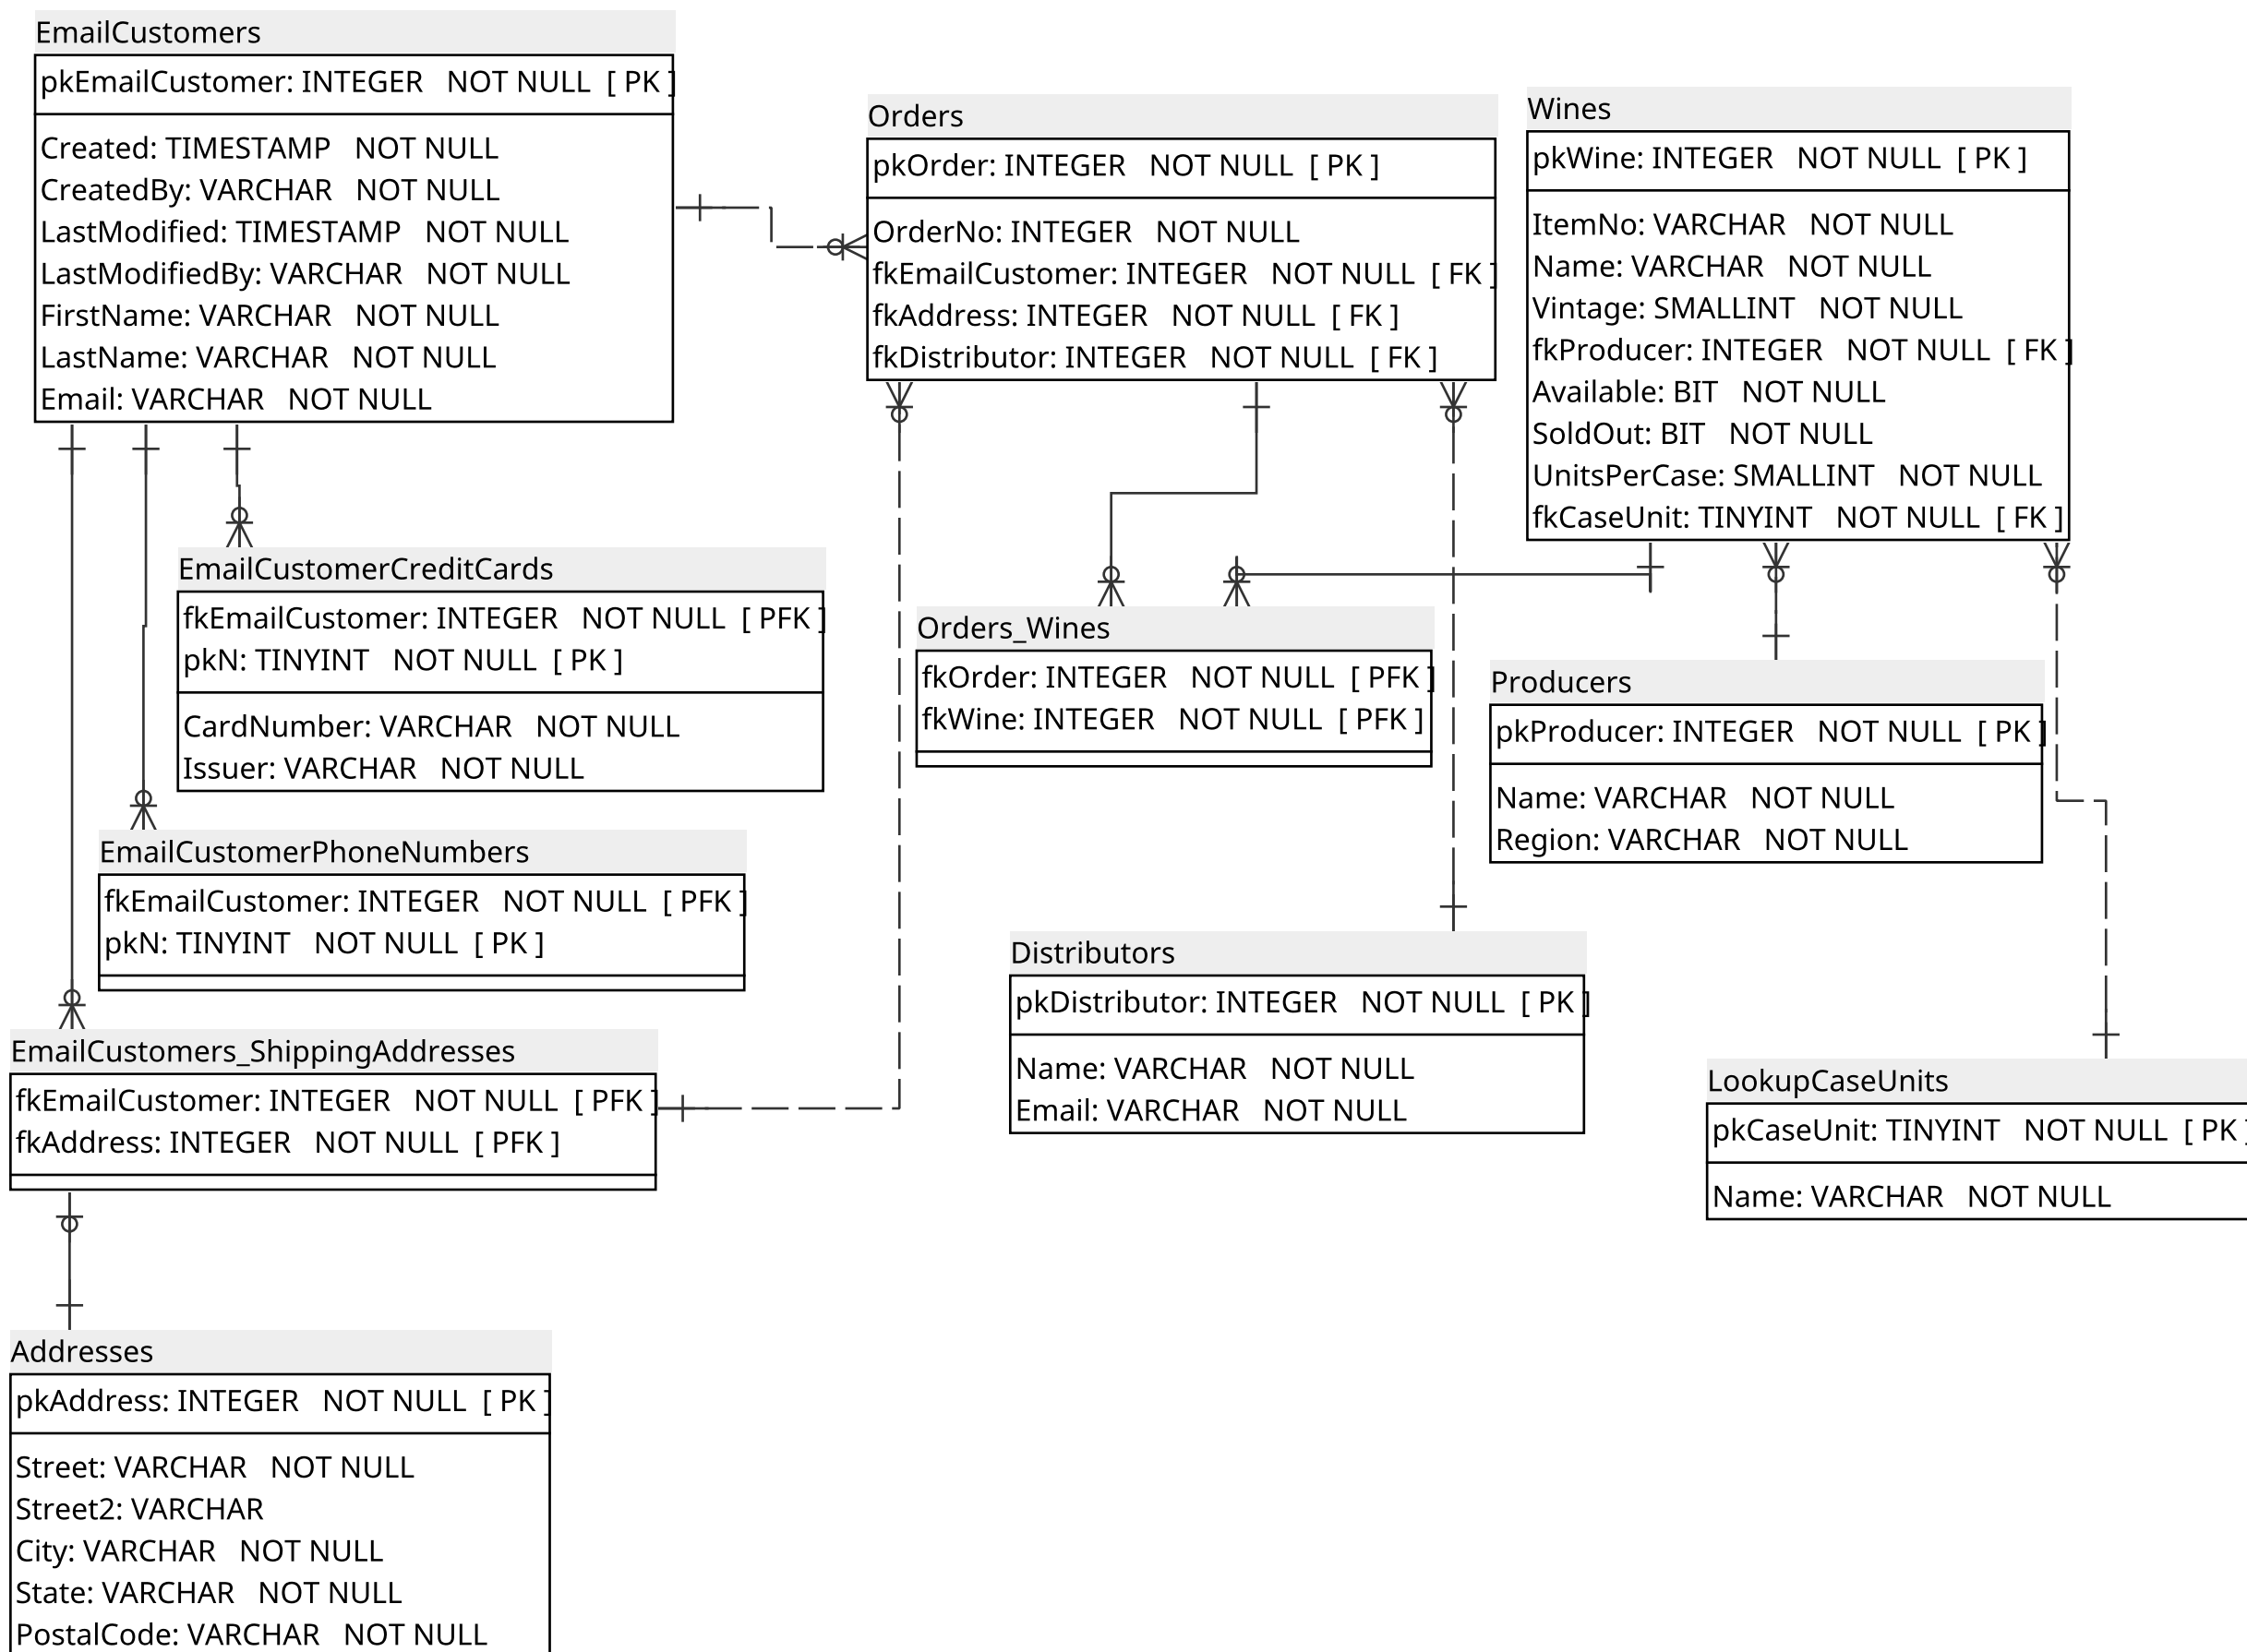 EmailCustomers
pkEmailCustomer: INTEGER   NOT NULL  [ PK ]
Created: TIMESTAMP   NOT NULL
CreatedBy: VARCHAR   NOT NULL
LastModified: TIMESTAMP   NOT NULL
LastModifiedBy: VARCHAR   NOT NULL
FirstName: VARCHAR   NOT NULL
LastName: VARCHAR   NOT NULL
Email: VARCHAR   NOT NULL
Orders
pkOrder: INTEGER   NOT NULL  [ PK ]
OrderNo: INTEGER   NOT NULL
fkEmailCustomer: INTEGER   NOT NULL  [ FK ]
fkAddress: INTEGER   NOT NULL  [ FK ]
fkDistributor: INTEGER   NOT NULL  [ FK ]
Wines
pkWine: INTEGER   NOT NULL  [ PK ]
ItemNo: VARCHAR   NOT NULL
Name: VARCHAR   NOT NULL
Vintage: SMALLINT   NOT NULL
fkProducer: INTEGER   NOT NULL  [ FK ]
Available: BIT   NOT NULL
SoldOut: BIT   NOT NULL
UnitsPerCase: SMALLINT   NOT NULL
fkCaseUnit: TINYINT   NOT NULL  [ FK ]
EmailCustomerCreditCards
fkEmailCustomer: INTEGER   NOT NULL  [ PFK ]
pkN: TINYINT   NOT NULL  [ PK ]
CardNumber: VARCHAR   NOT NULL
Issuer: VARCHAR   NOT NULL
Orders_Wines
fkOrder: INTEGER   NOT NULL  [ PFK ]
fkWine: INTEGER   NOT NULL  [ PFK ]
Producers
pkProducer: INTEGER   NOT NULL  [ PK ]
Name: VARCHAR   NOT NULL
Region: VARCHAR   NOT NULL
EmailCustomerPhoneNumbers
fkEmailCustomer: INTEGER   NOT NULL  [ PFK ]
pkN: TINYINT   NOT NULL  [ PK ]
Distributors
pkDistributor: INTEGER   NOT NULL  [ PK ]
Name: VARCHAR   NOT NULL
Email: VARCHAR   NOT NULL
EmailCustomers_ShippingAddresses
fkEmailCustomer: INTEGER   NOT NULL  [ PFK ]
fkAddress: INTEGER   NOT NULL  [ PFK ]
LookupCaseUnits
pkCaseUnit: TINYINT   NOT NULL  [ PK ]
Name: VARCHAR   NOT NULL
Addresses
pkAddress: INTEGER   NOT NULL  [ PK ]
Street: VARCHAR   NOT NULL
Street2: VARCHAR
City: VARCHAR   NOT NULL
State: VARCHAR   NOT NULL
PostalCode: VARCHAR   NOT NULL